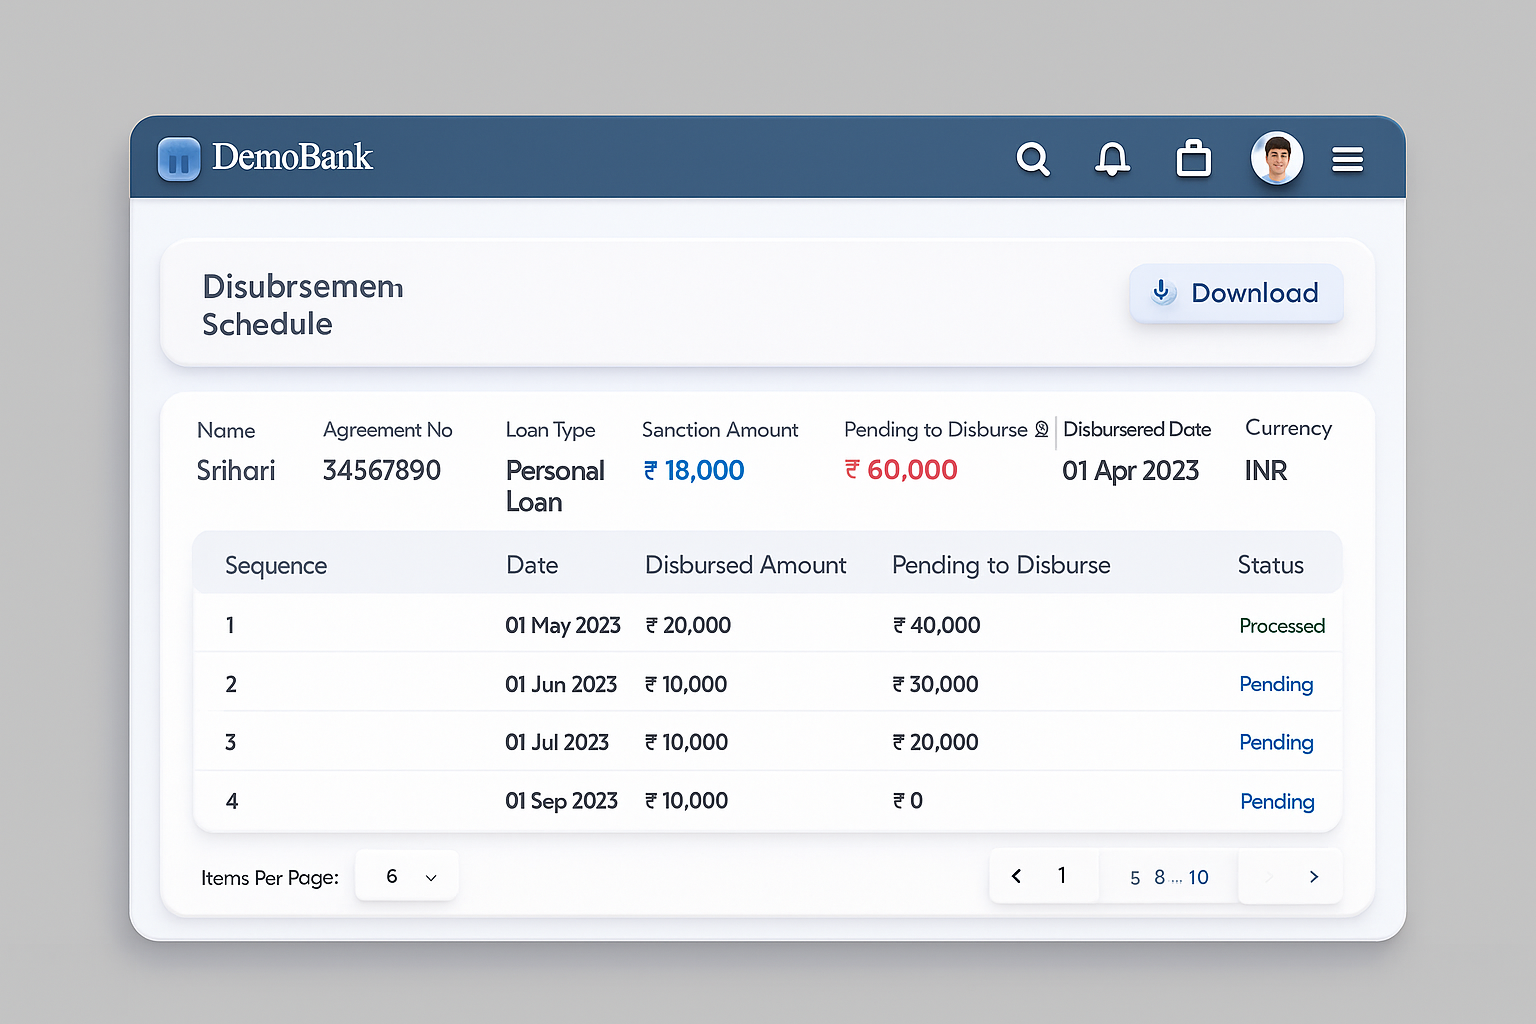 DemoBank
Disubrsemem
Schedule
Download
Name Agreement No Loan Type Sanction Amount Pending to Disburse Disbursered Date Currency
Srihari 34567890 Personal Loan ₹ 18,000 ₹ 60,000 01 Apr 2023 INR
Sequence Date Disbursed Amount Pending to Disburse Status
1 01 May 2023 ₹ 20,000 ₹ 40,000 Processed
2 01 Jun 2023 ₹ 10,000 ₹ 30,000 Pending
3 01 Jul 2023 ₹ 10,000 ₹ 20,000 Pending
4 01 Sep 2023 ₹ 10,000 ₹ 0 Pending
Items Per Page: 6 1 5 8 ... 10